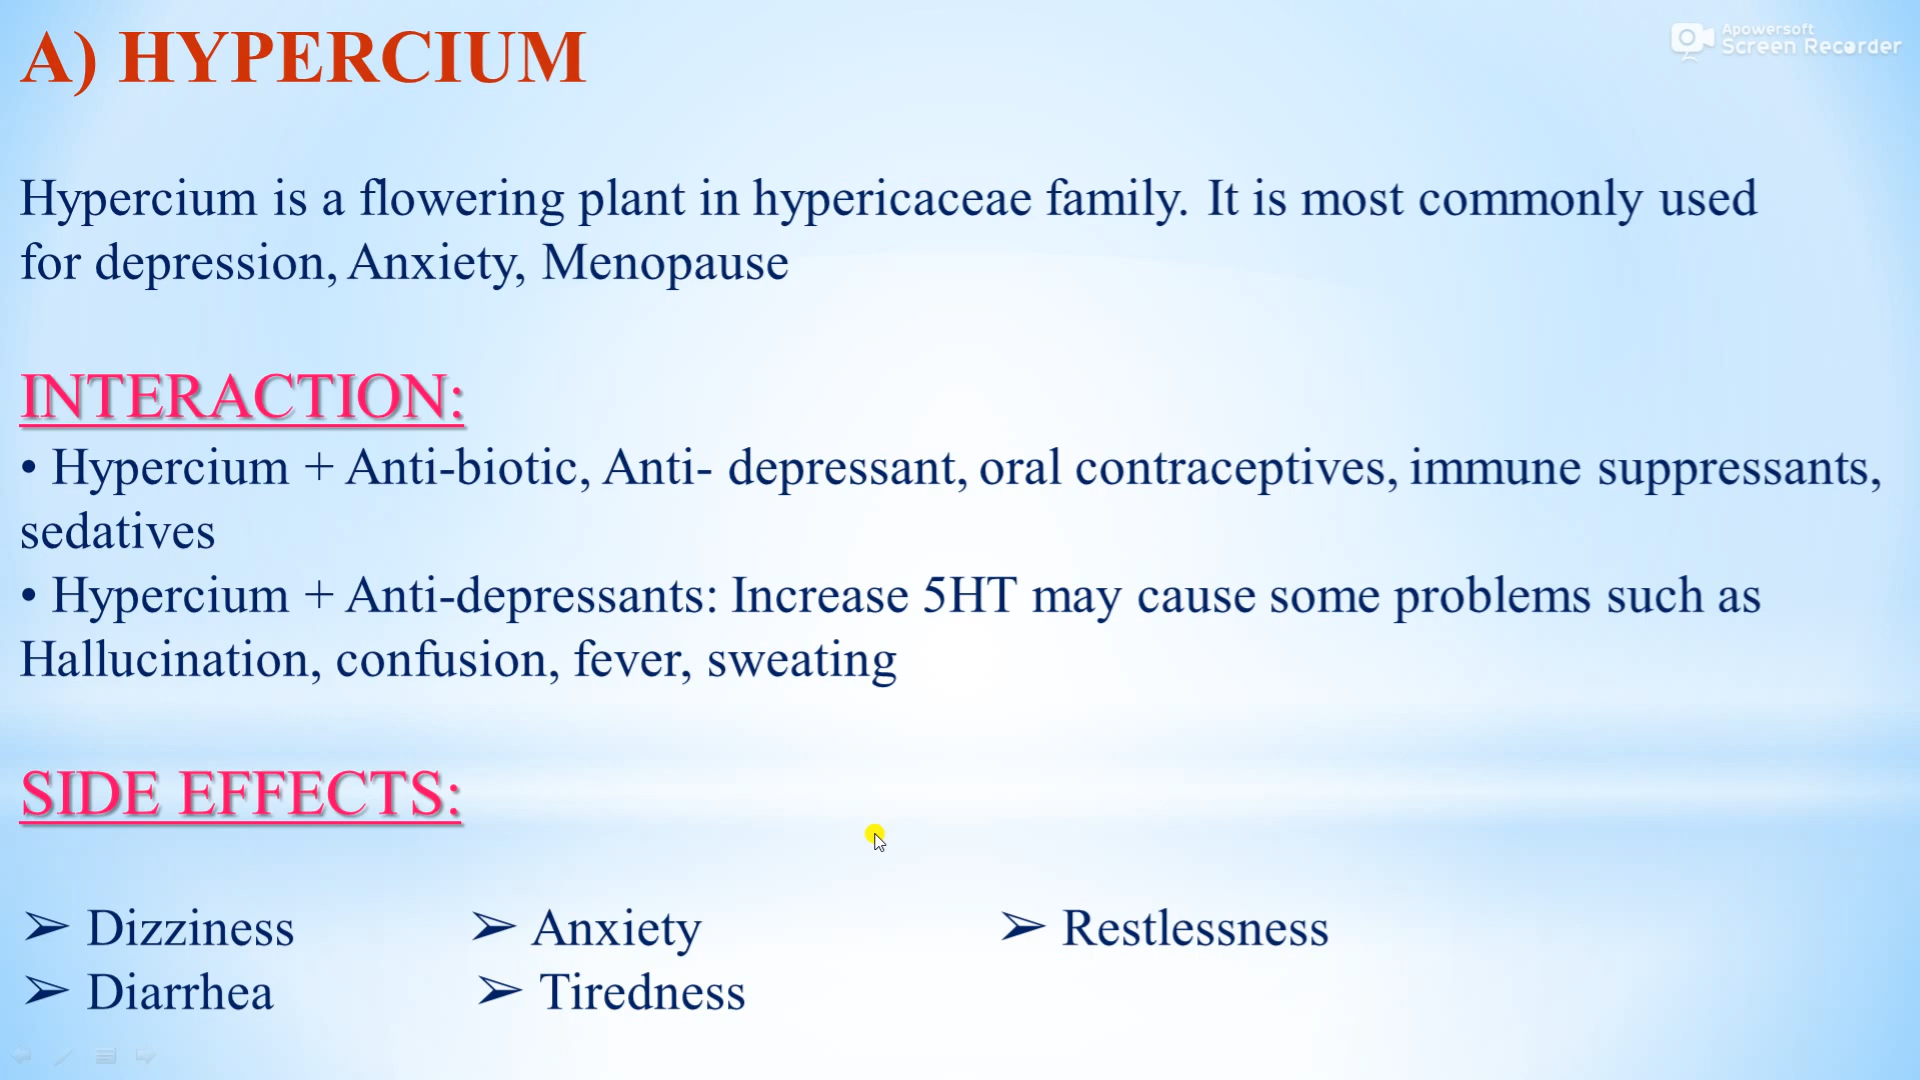 A) HYPERCIUM
Apowersoft
Screen Recorder
Hypercium is a flowering plant in hypericaceae family. It is most commonly used
for depression, Anxiety, Menopause
INTERACTION:
• Hypercium + Anti-biotic, Anti- depressant, oral contraceptives, immune suppressants,
sedatives
• Hypercium + Anti-depressants: Increase 5HT may cause some problems such as
Hallucination, confusion, fever, sweating
SIDE EFFECTS:
➢ Dizziness ➢ Anxiety ➢ Restlessness
➢ Diarrhea ➢ Tiredness